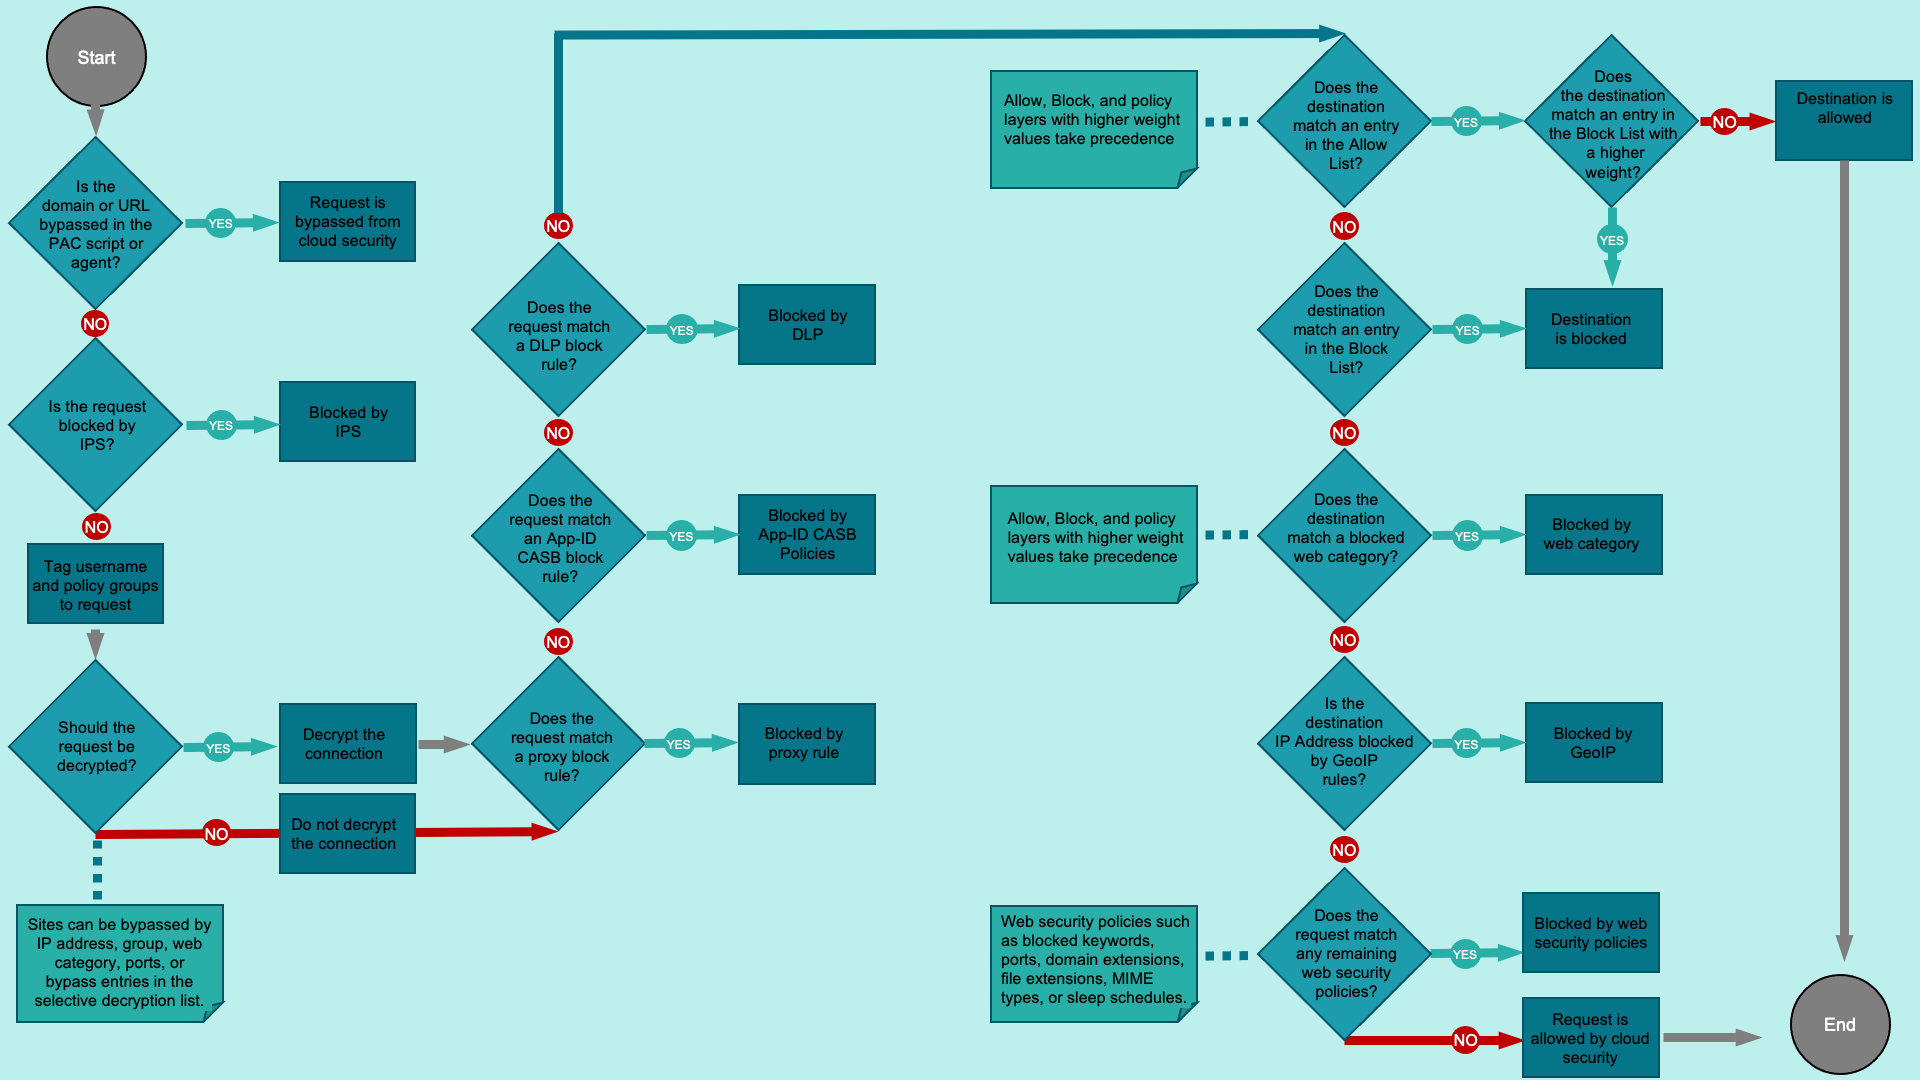 Start
Is the
domain or URL
bypassed in the
PAC script or
agent?
YES
Request is
bypassed from
cloud security
NO
Is the request
blocked by
IPS?
YES
Blocked by
IPS
NO
Tag username
and policy groups
to request
Should the
request be
decrypted?
YES
Decrypt the
connection
NO
Do not decrypt
the connection
Sites can be bypassed by
IP address, group, web
category, ports, or
bypass entries in the
selective decryption list.
Does the
request match
a proxy block
rule?
YES
Blocked by
proxy rule
NO
Does the
request match
an App-ID
CASB block
rule?
YES
Blocked by
App-ID CASB
Policies
NO
Does the
request match
a DLP block
rule?
YES
Blocked by
DLP
NO
Allow, Block, and policy
layers with higher weight
values take precedence
Does the
destination
match an entry
in the Allow
List?
YES
Does
the destination
match an entry in
the Block List with
a higher
weight?
NO
Destination is
allowed
YES
NO
Does the
destination
match an entry
in the Block
List?
YES
Destination
is blocked
NO
Allow, Block, and policy
layers with higher weight
values take precedence
Does the
destination
match a blocked
web category?
YES
Blocked by
web category
NO
Is the
destination
IP Address blocked
by GeoIP
rules?
YES
Blocked by
GeoIP
NO
Web security policies such
as blocked keywords,
ports, domain extensions,
file extensions, MIME
types, or sleep schedules.
Does the
request match
any remaining
web security
policies?
YES
Blocked by web
security policies
NO
Request is
allowed by cloud
security
End